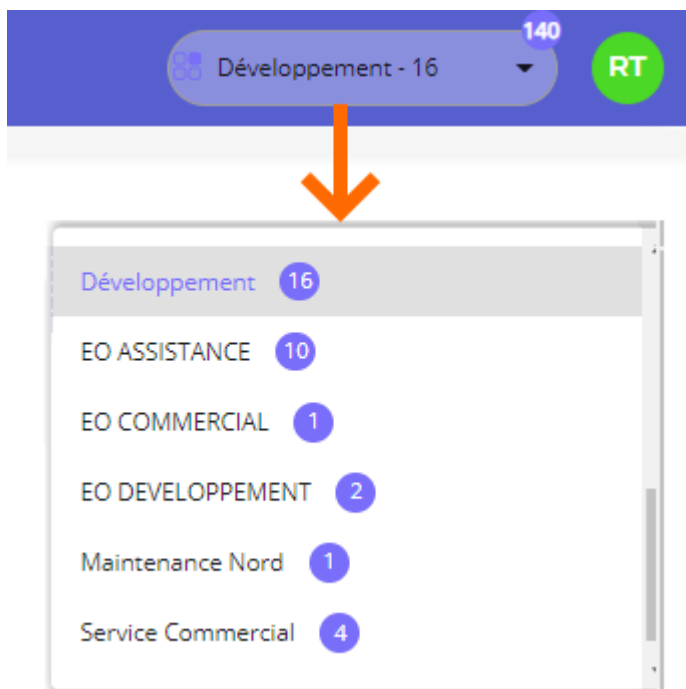 140
Développement - 16
RT
Développement 16
EO ASSISTANCE 10
EO COMMERCIAL 1
EO DEVELOPPEMENT 2
Maintenance Nord 1
Service Commercial 4